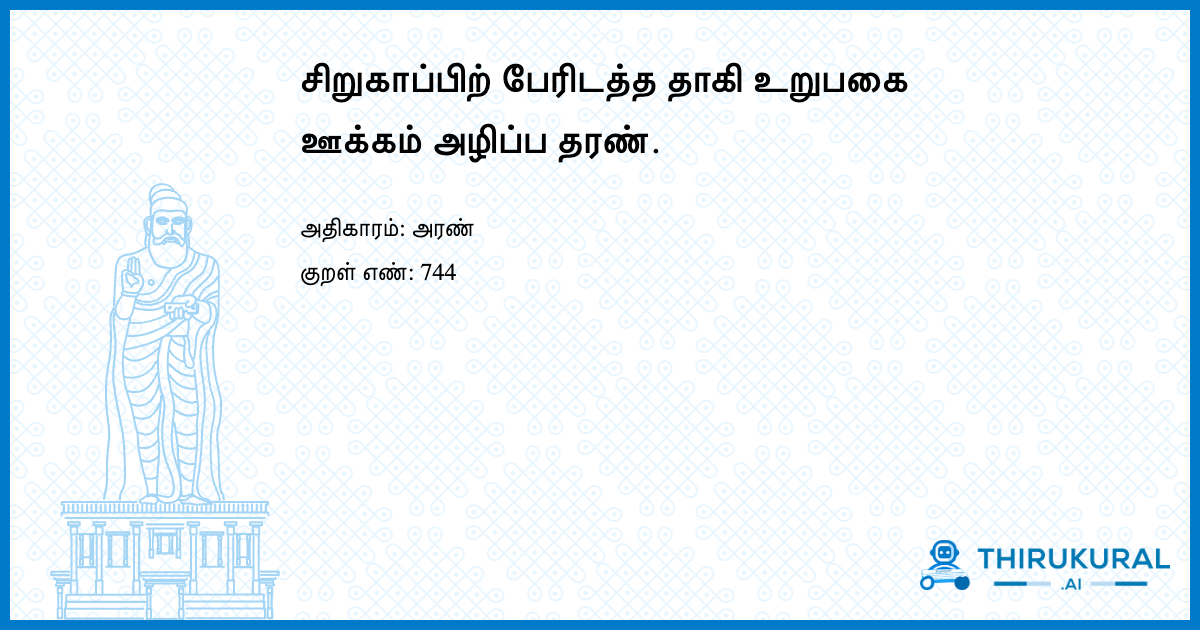 சிறுகாப்பிற் பேரிடத்த தாகி உறுபகை
ஊக்கம் அழிப்ப தரண்.
அதிகாரம்: அரண்
குறள் எண்: 744
THIRUKURAL
.AI